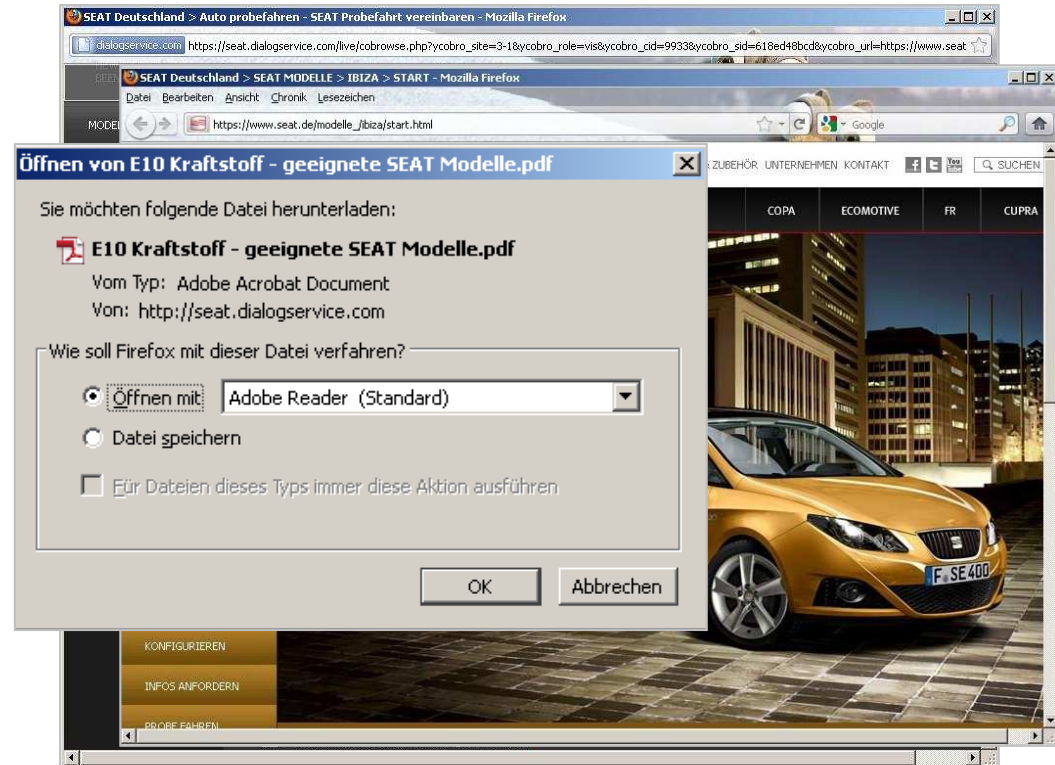 SEAT Deutschland > Auto probefahren - SEAT Probefahrt vereinbaren - Mozilla Firefox
dialogservice.com https://seat.dialogservice.com/live/cobrowse.php?ycobro_site=3-1&ycobro_role=vis&ycobro_cid=9933&ycobro_sid=618ed48bcd&ycobro_url=https://www.seat
SEAT Deutschland > SEAT MODELLE > IBIZA > START - Mozilla Firefox
Datei Bearbeiten Ansicht Chronik Lesezeichen
MODEL
https://www.seat.de/modelle_/ibiza/start.html
Google
Öffnen von E10 Kraftstoff - geeignete SEAT Modelle.pdf
ZUBEHÖR UNTERNEHMEN KONTAKT You Tube SUCHEN
COPA ECOMOTIVE FR CUPRA
Sie möchten folgende Datei herunterladen:
E10 Kraftstoff - geeignete SEAT Modelle.pdf
Vom Typ: Adobe Acrobat Document
Von: http://seat.dialogservice.com
Wie soll Firefox mit dieser Datei verfahren?
Öffnen mit Adobe Reader (Standard)
Datei speichern
Für Dateien dieses Typs immer diese Aktion ausführen
OK Abbrechen
F SE400
KONFIGURIEREN
INFOS ANFORDERN
PROBE FAHREN